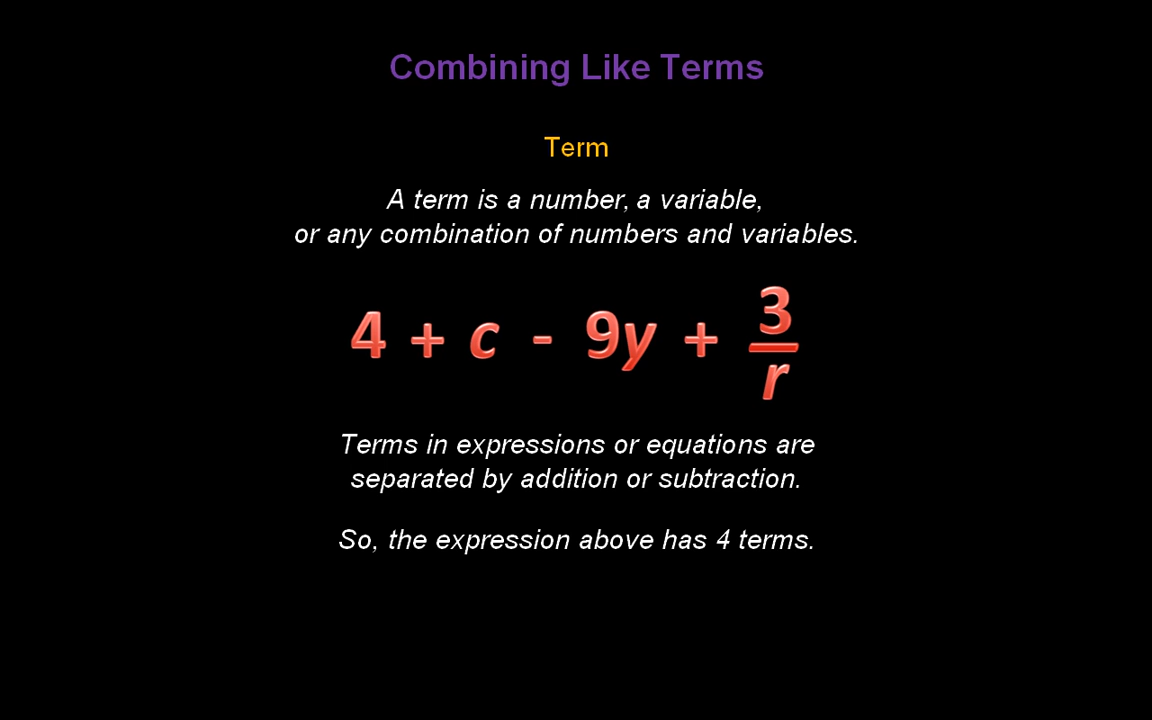 Combining Like Terms
Term
A term is a number, a variable,
or any combination of numbers and variables.
4 + c - 9y + 3/r
Terms in expressions or equations are
separated by addition or subtraction.
So, the expression above has 4 terms.